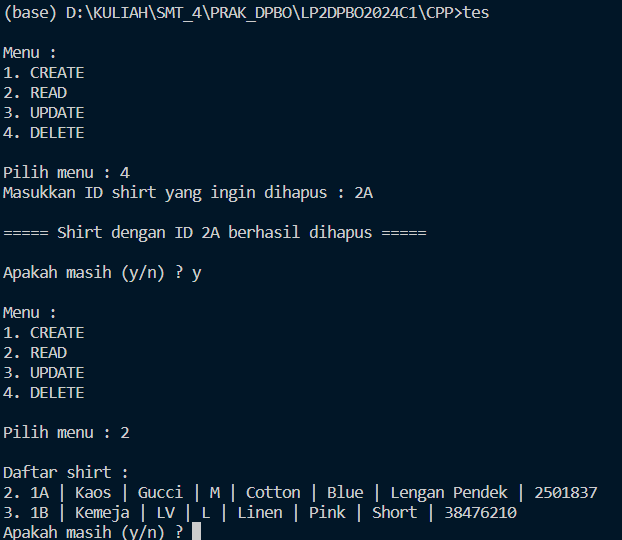 (base) D:\KULIAH\SMT_4\PRAK_DPBO\LP2DPBO2024C1\CPP>tes
Menu :
1. CREATE
2. READ
3. UPDATE
4. DELETE
Pilih menu : 4
Masukkan ID shirt yang ingin dihapus : 2A
===== Shirt dengan ID 2A berhasil dihapus =====
Apakah masih (y/n) ? y
Menu :
1. CREATE
2. READ
3. UPDATE
4. DELETE
Pilih menu : 2
Daftar shirt :
2. 1A | Kaos | Gucci | M | Cotton | Blue | Lengan Pendek | 2501837
3. 1B | Kemeja | LV | L | Linen | Pink | Short | 38476210
Apakah masih (y/n) ?